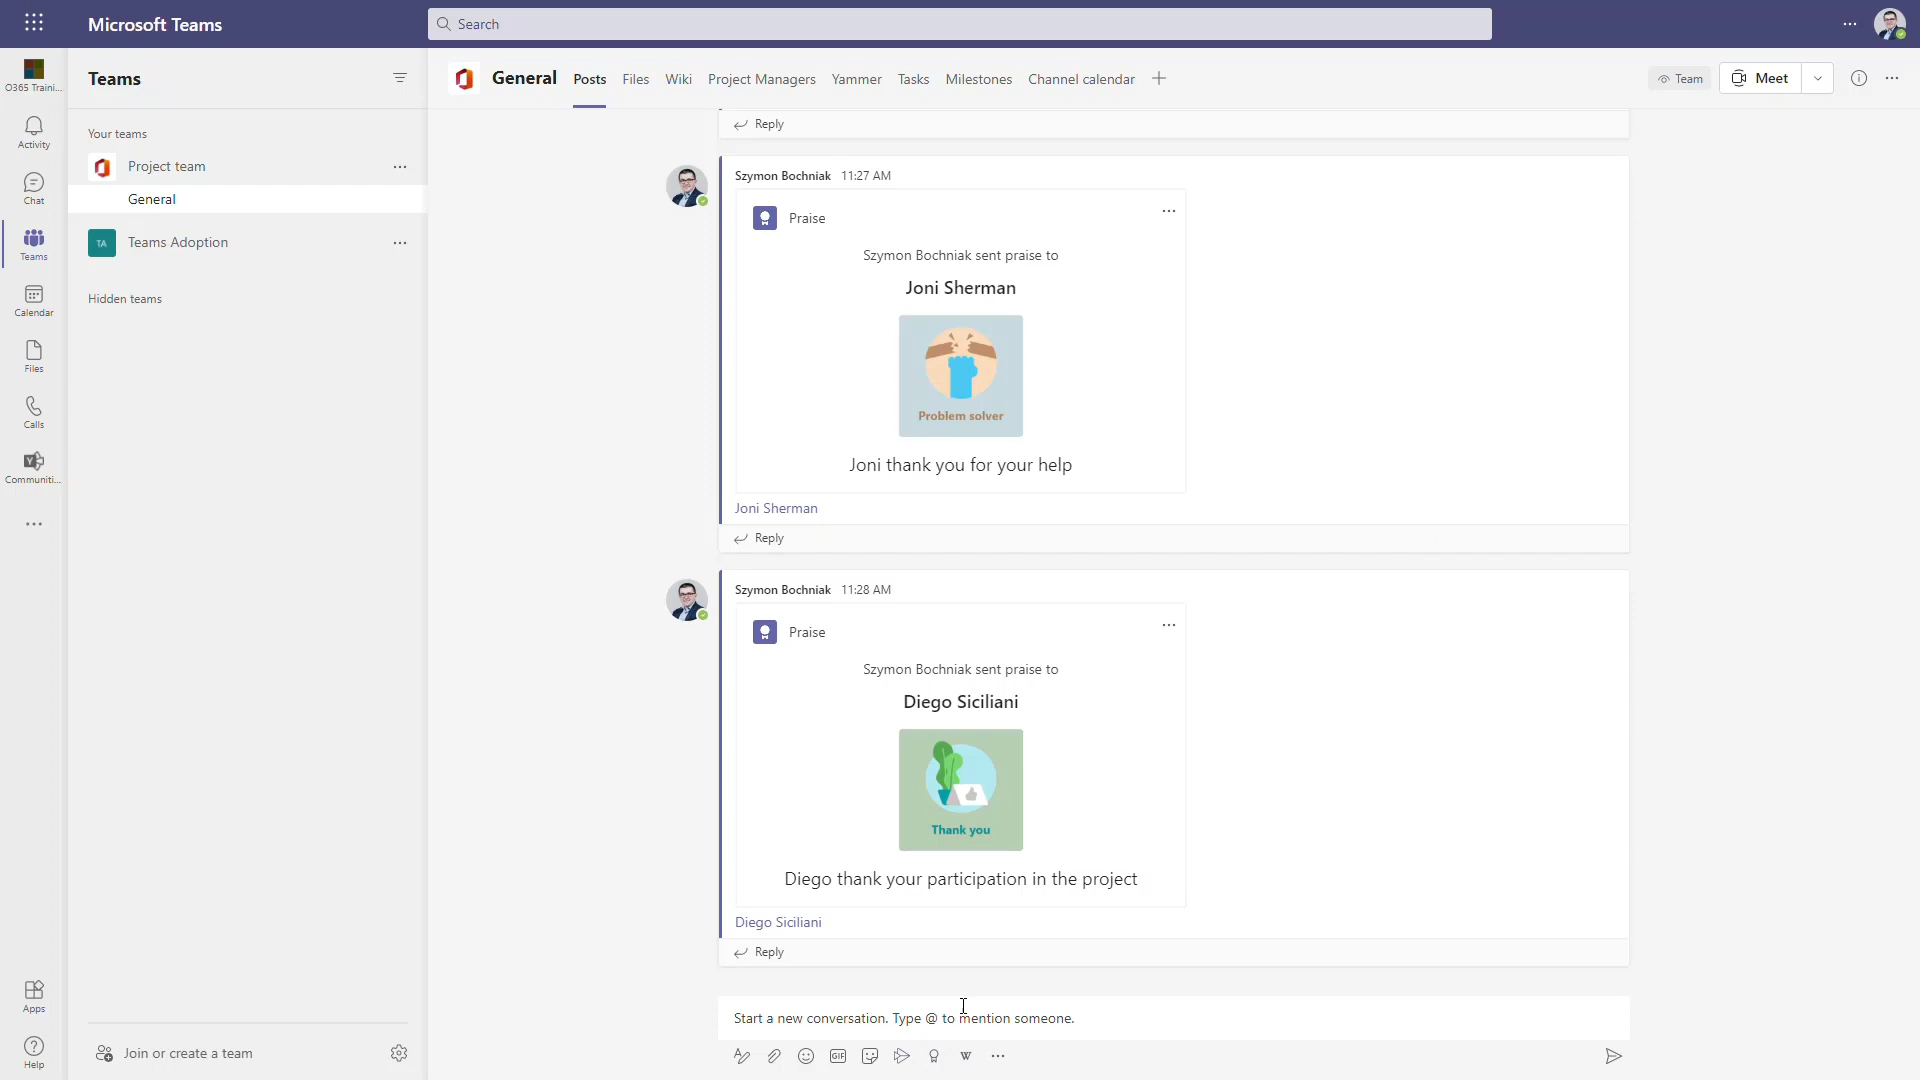 Microsoft Teams
Search
O365 Traini...
Activity
Chat
Teams
Calendar
Files
Calls
Communiti...
Apps
Help
Teams
Your teams
Project team
General
TA
Teams Adoption
Hidden teams
Join or create a team
General Posts Files Wiki Project Managers Yammer Tasks Milestones Channel calendar
Team
Meet
Reply
Szymon Bochniak 11:27 AM
Praise
Szymon Bochniak sent praise to
Joni Sherman
Problem solver
Joni thank you for your help
Joni Sherman
Reply
Szymon Bochniak 11:28 AM
Praise
Szymon Bochniak sent praise to
Diego Siciliani
Thank you
Diego thank your participation in the project
Diego Siciliani
Reply
Start a new conversation. Type @ to mention someone.
GIF
W